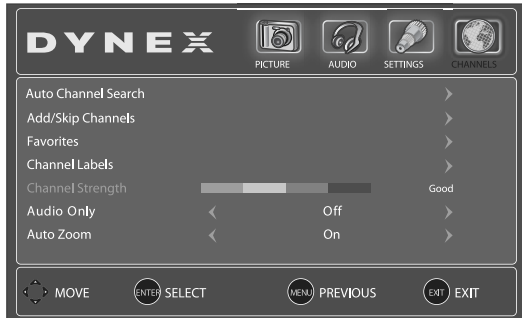 DYNEX
PICTURE AUDIO SETTINGS CHANNELS
Auto Channel Search
Add/Skip Channels
Favorites
Channel Labels
Channel Strength Good
Audio Only Off
Auto Zoom On
MOVE ENTER SELECT MENU PREVIOUS EXIT EXIT